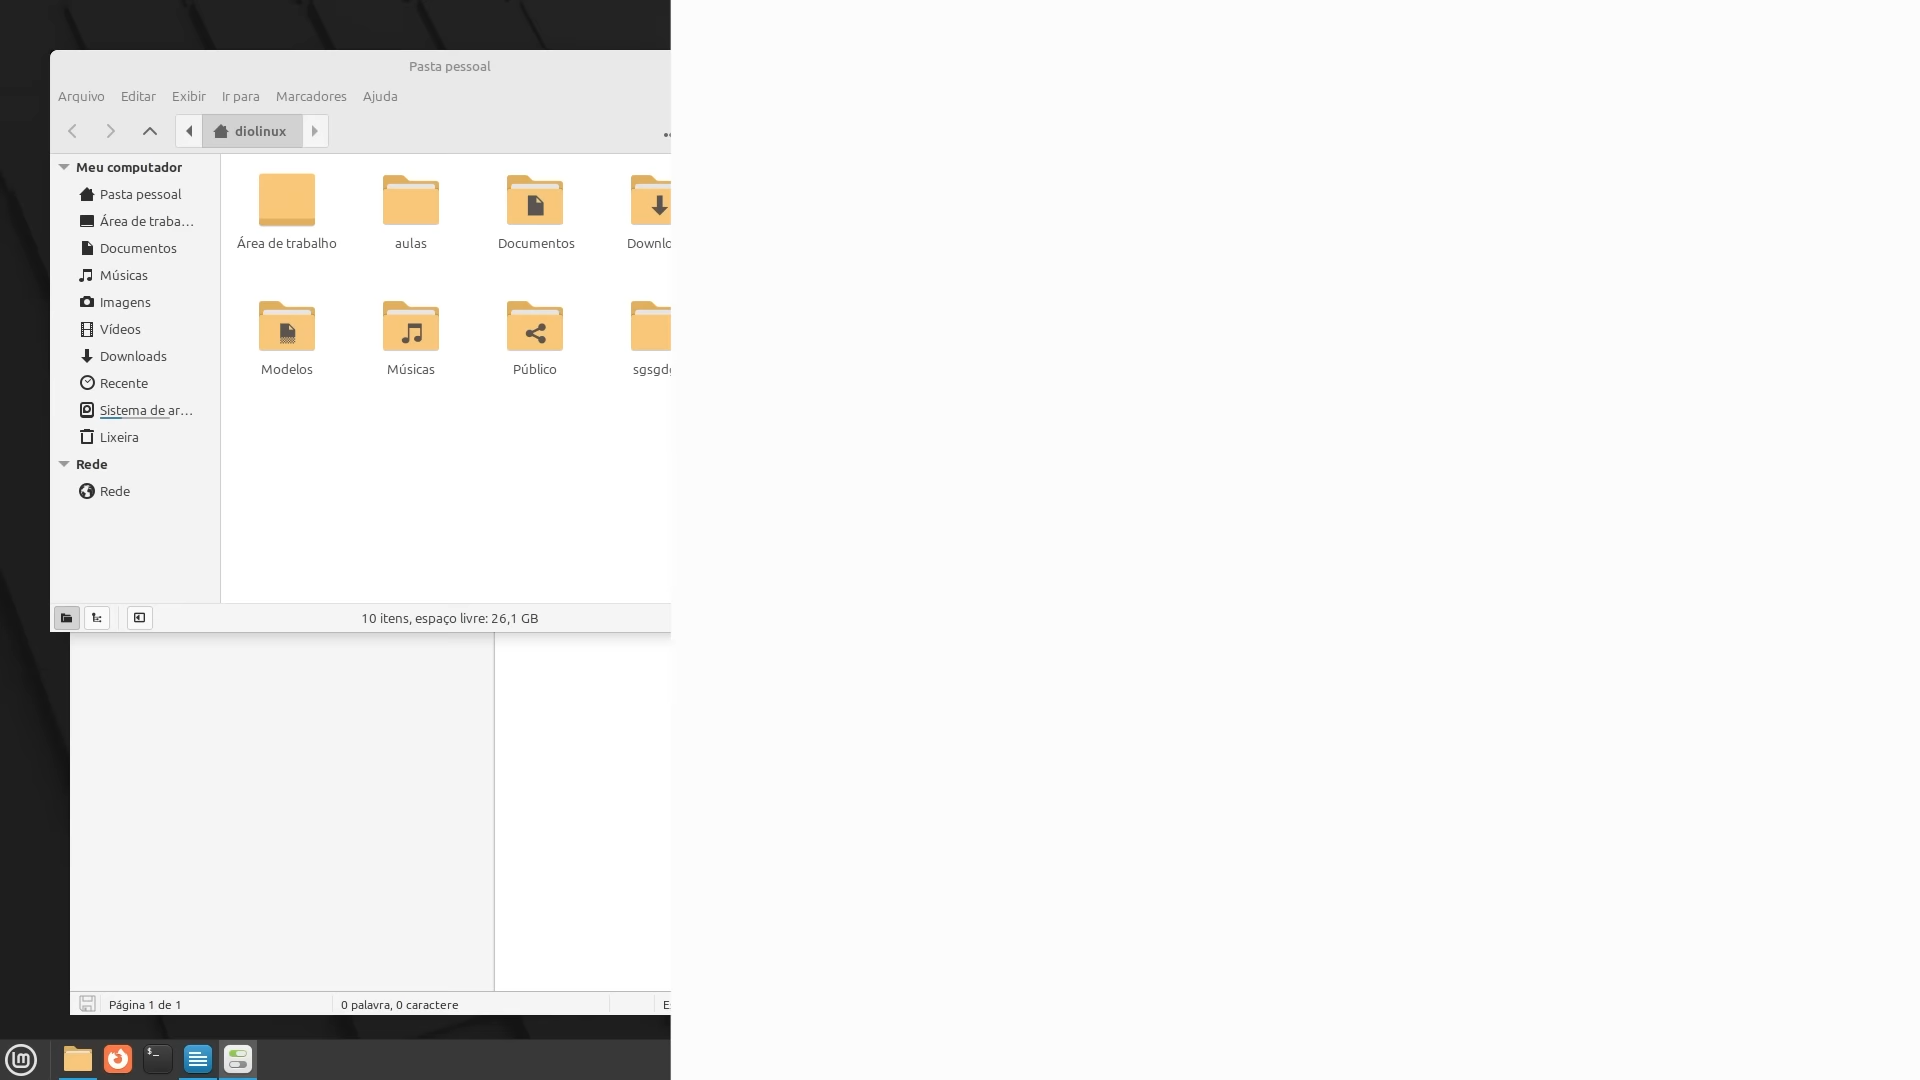 Pasta pessoal
Arquivo Editar Exibir Ir para Marcadores Ajuda
diolinux
Meu computador
Pasta pessoal
Área de traba...
Documentos
Músicas
Imagens
Vídeos
Downloads
Recente
Sistema de ar...
Lixeira
Rede
Rede
Área de trabalho aulas Documentos Downlo
Modelos Músicas Público sgsgd
10 itens, espaço livre: 26,1 GB
Página 1 de 1 0 palavra, 0 caractere E
$_